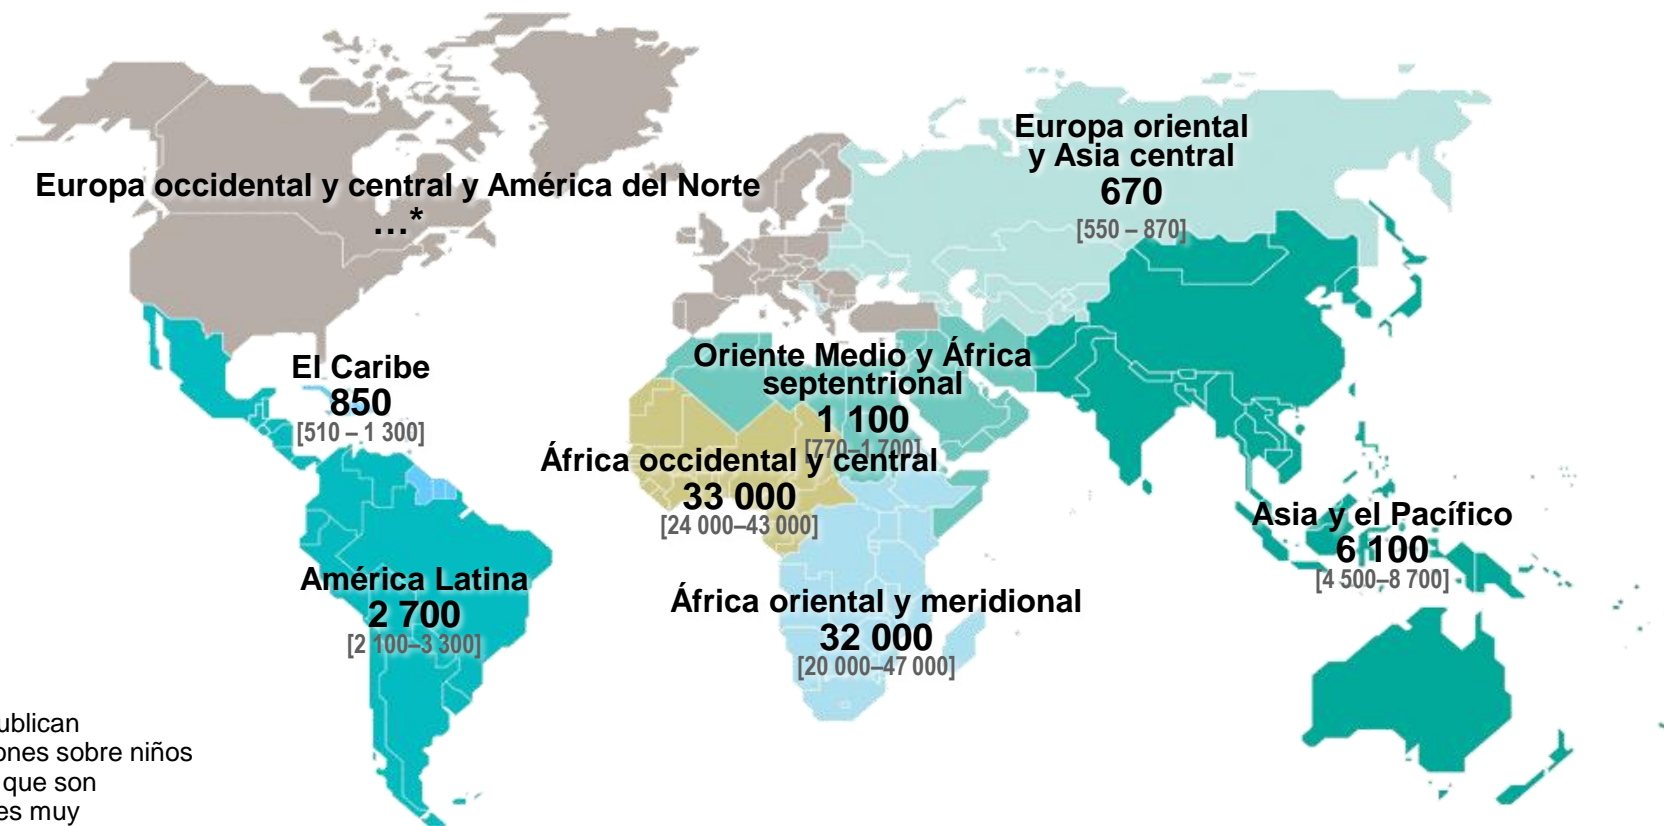 Europa oriental
y Asia central
670
[550 – 870]
Europa occidental y central y América del Norte
...*
El Caribe
850
[510 – 1 300]
Oriente Medio y África
septentrional
1 100
[770–1 700]
África occidental y central
33 000
[24 000–43 000]
Asia y el Pacífico
6 100
[4 500–8 700]
América Latina
2 700
[2 100–3 300]
África oriental y meridional
32 000
[20 000–47 000]
ublican
ones sobre niños
que son
es muy